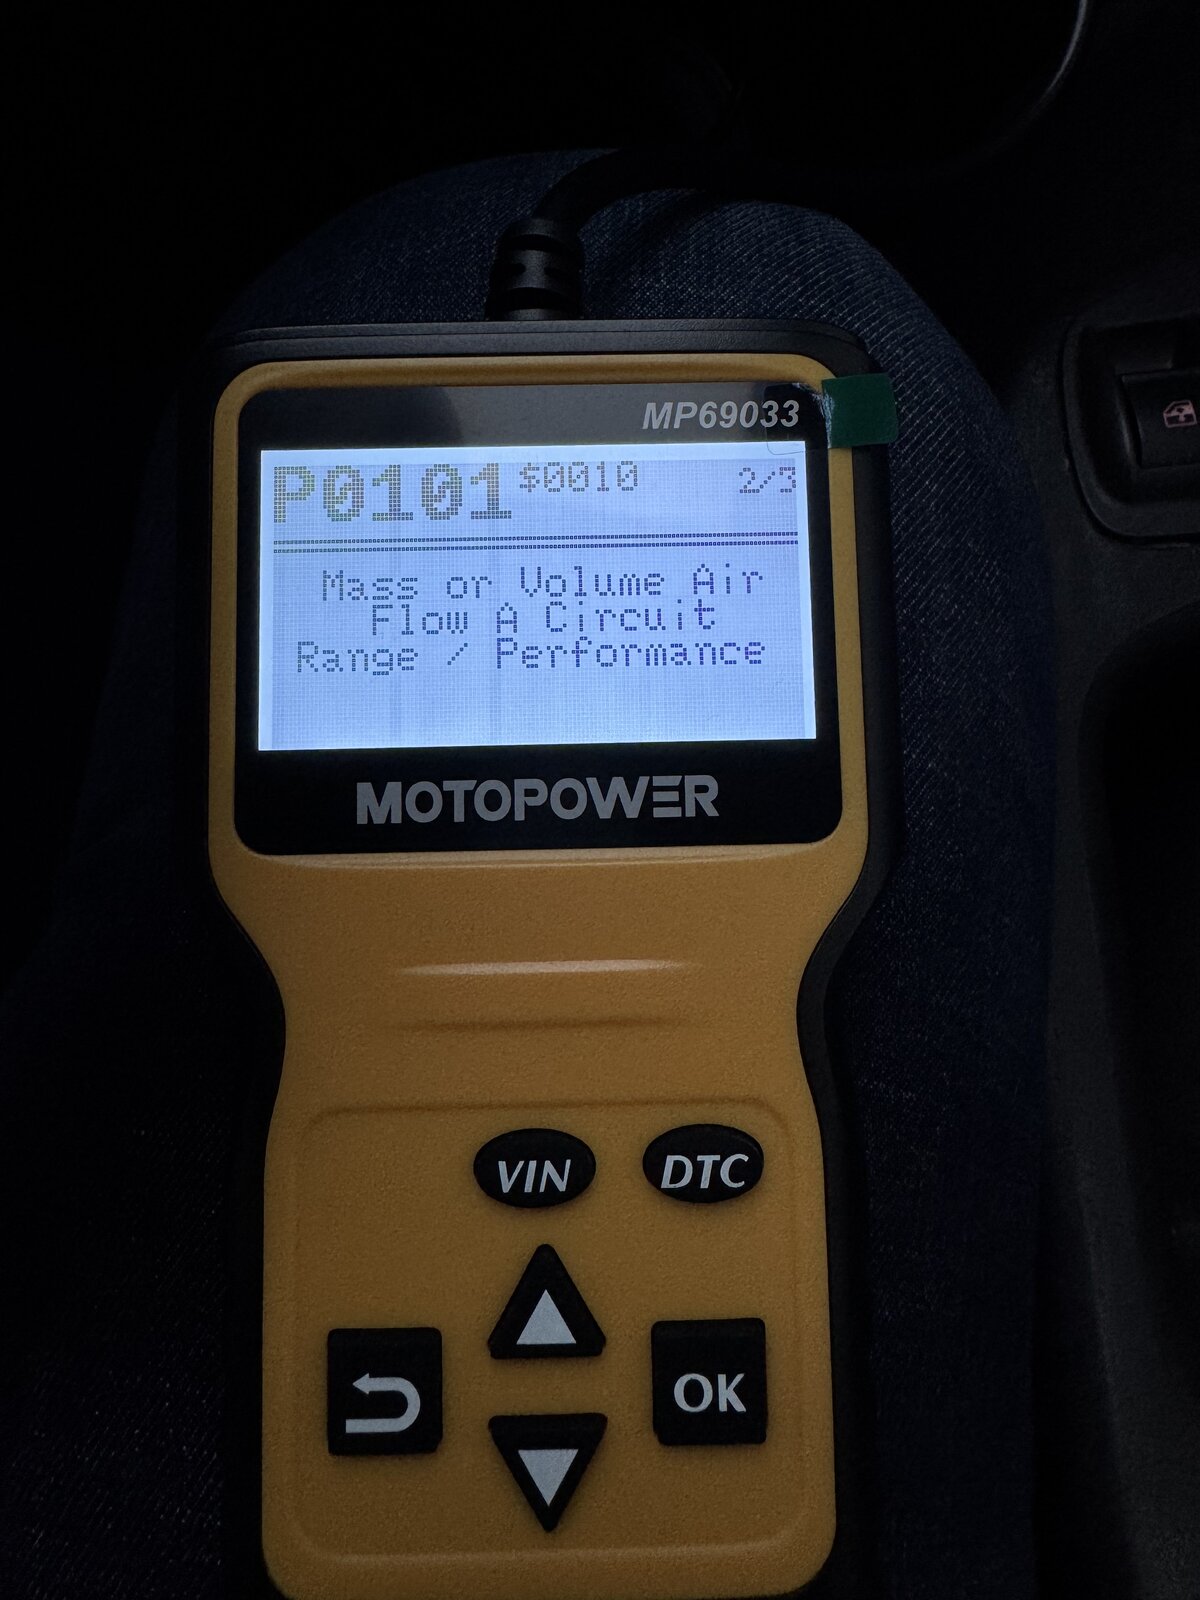 MP69033
P0101 $0010 2/3
Mass or Volume Air
Flow A Circuit
Range / Performance
MOTOPOWER
VIN DTC
OK